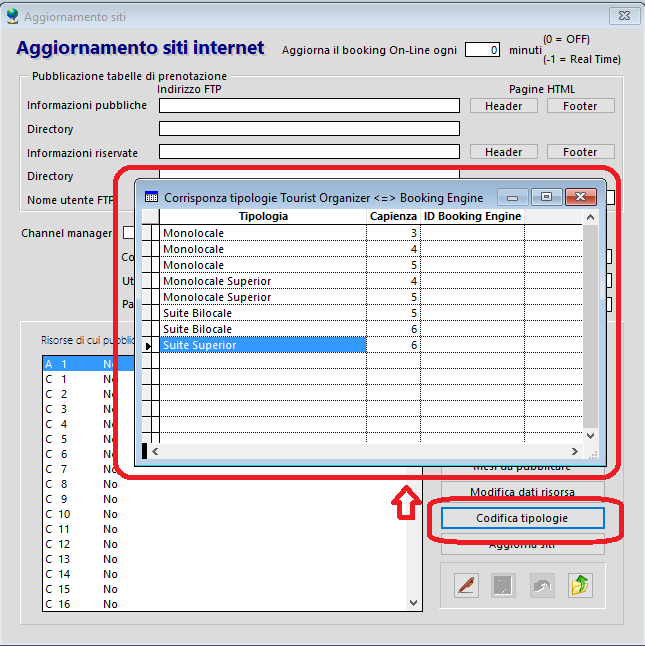 Aggiornamento siti
Aggiornamento siti internet
Aggiorna il booking On-Line ogni 0 minuti
(0 = OFF)
(-1 = Real Time)
Pubblicazione tabelle di prenotazione
Indirizzo FTP
Pagine HTML
Informazioni pubbliche
Header Footer
Directory
Informazioni riservate
Header Footer
Directory
Nome utente FTP
Channel manager
Co
Ut
Pa
Corrisponza tipologie Tourist Organizer <=> Booking Engine
Tipologia Capienza ID Booking Engine
Monolocale 3
Monolocale 4
Monolocale 5
Monolocale Superior 4
Monolocale Superior 5
Suite Bilocale 5
Suite Bilocale 6
Suite Superior 6
Risorse di cui pubblic
A 1 No
C 1 No
C 2 No
C 3 No
C 4 No
C 5 No
C 6 No
C 7 No
C 8 No
C 9 No
C 10 No
C 11 No
C 12 No
C 13 No
C 14 No
C 15 No
C 16 No
Mesi da pubblicare
Modifica dati risorsa
Codifica tipologie
Aggiorna siti